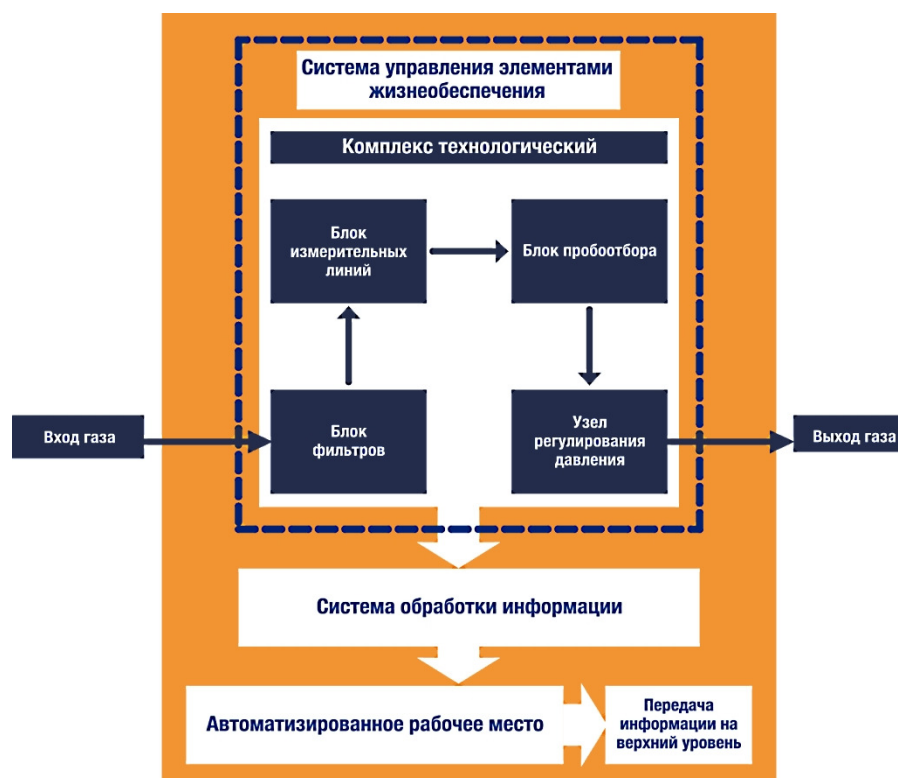 Система управления элементами
жизнеобеспечения
Комплекс технологический
Блок
измерительных
линий
Блок пробоотбора
Вход газа
Блок
фильтров
Узел
регулирования
давления
Выход газа
Система обработки информации
Автоматизированное рабочее место
Передача
информации на
верхний уровень